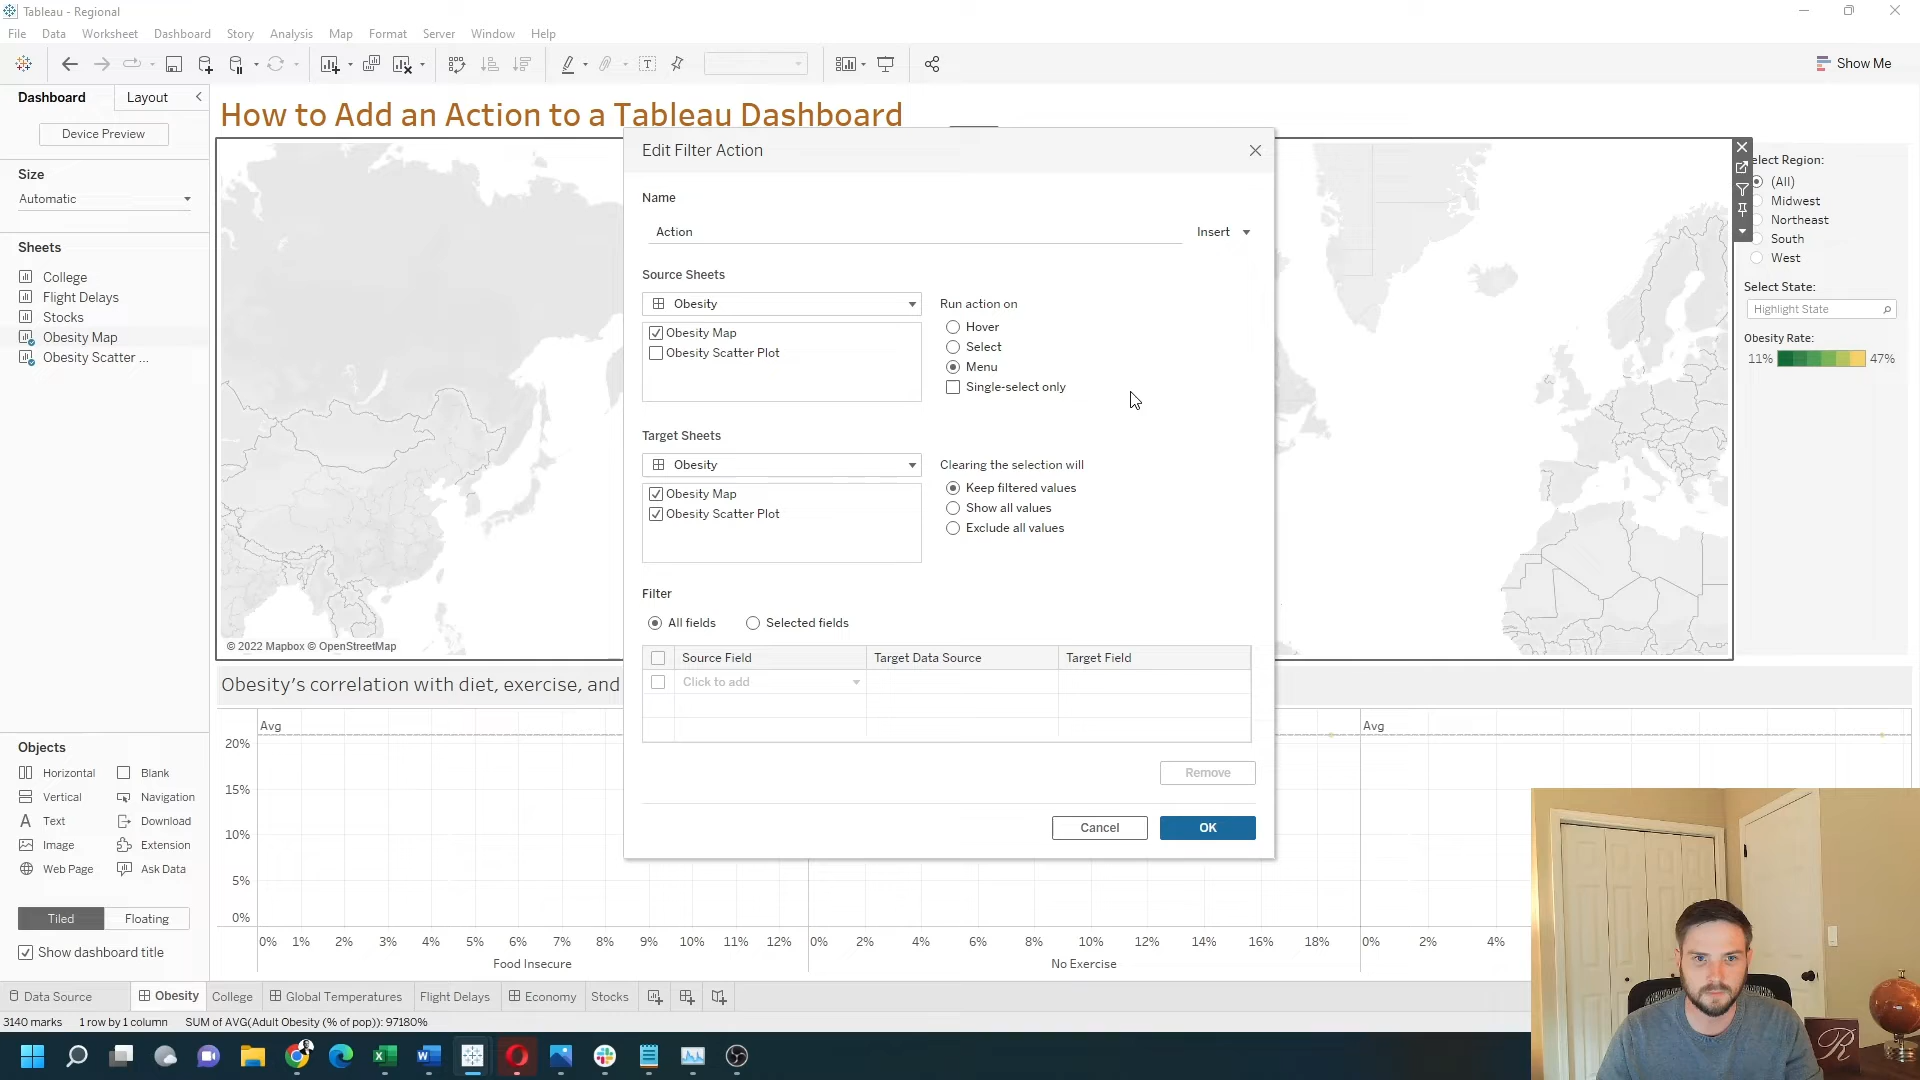 Tableau - Regional
File Data Worksheet Dashboard Story Analysis Map Format Server Window Help
Show Me
Dashboard Layout
Device Preview
Size
Automatic
Sheets
College
Flight Delays
Stocks
Obesity Map
Obesity Scatter ...
How to Add an Action to a Tableau Dashboard
Edit Filter Action
Name
Action Insert
Source Sheets
Obesity
Obesity Map
Obesity Scatter Plot
Run action on
Hover
Select
Menu
Single-select only
Target Sheets
Obesity
Obesity Map
Obesity Scatter Plot
Clearing the selection will
Keep filtered values
Show all values
Exclude all values
Filter
All fields Selected fields
Source Field Target Data Source Target Field
Click to add
Remove
Cancel OK
elect Region:
(All)
Midwest
Northeast
South
West
Select State:
Highlight State
Obesity Rate:
11% 47%
© 2022 Mapbox © OpenStreetMap
Obesity's correlation with diet, exercise, and
Avg Avg
20%
15%
10%
5%
0%
0% 1% 2% 3% 4% 5% 6% 7% 8% 9% 10% 11% 12% 0% 2% 4% 6% 8% 10% 12% 14% 16% 18% 0% 2% 4%
Food Insecure No Exercise
Objects
Horizontal Blank
Vertical Navigation
A Text Download
Image Extension
Web Page Ask Data
Tiled Floating
Show dashboard title
Data Source Obesity College Global Temperatures Flight Delays Economy Stocks
3140 marks 1 row by 1 column SUM of AVG(Adult Obesity (% of pop)): 97180%
R